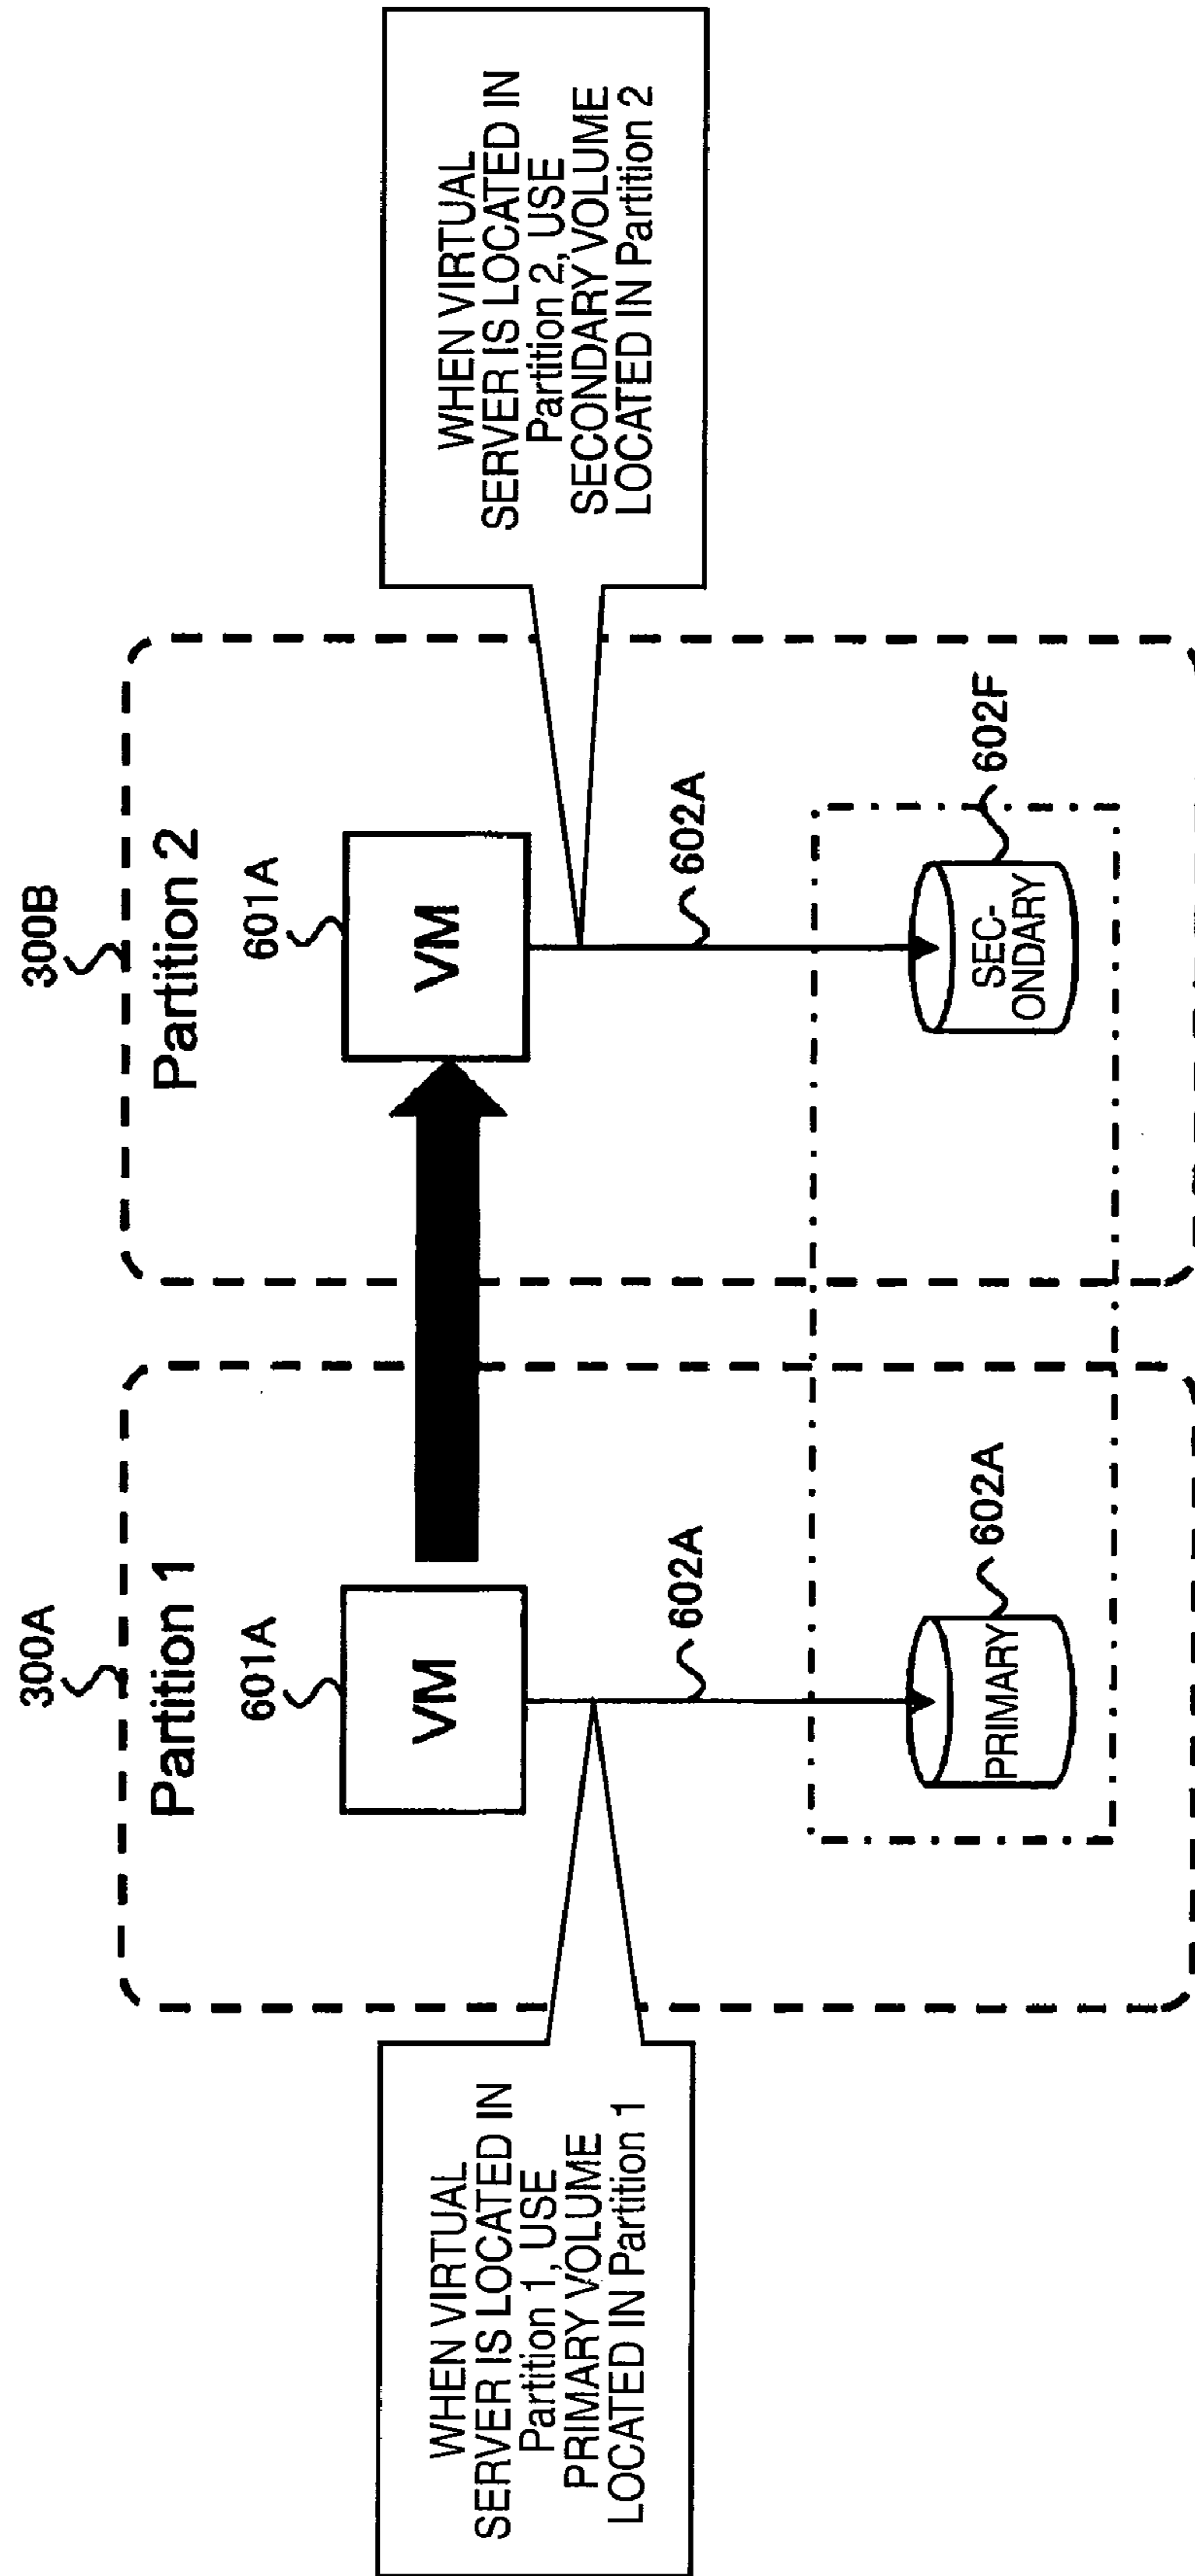 300A
Partition 1
601A
VM
602A
PRIMARY
602A
WHEN VIRTUAL
SERVER IS LOCATED IN
Partition 1, USE
PRIMARY VOLUME
LOCATED IN Partition 1
300B
Partition 2
601A
VM
602A
SEC-
ONDARY
602F
WHEN VIRTUAL
SERVER IS LOCATED IN
Partition 2, USE
SECONDARY VOLUME
LOCATED IN Partition 2